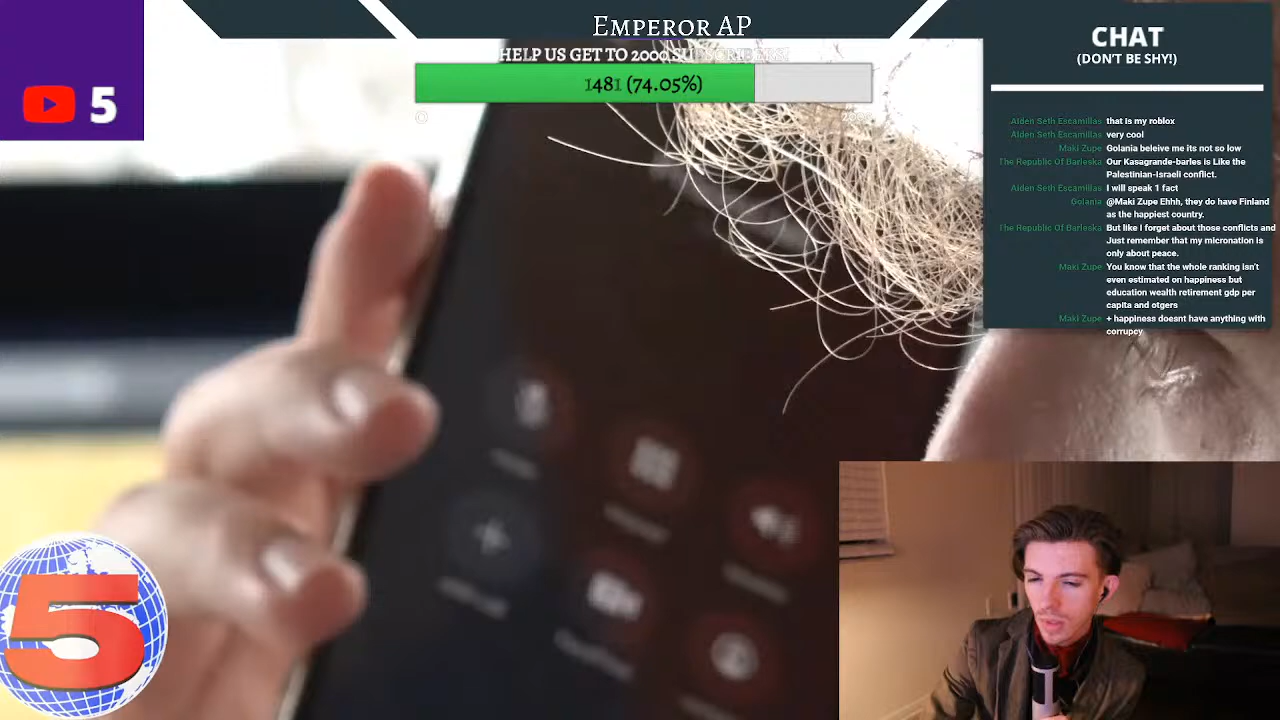 Emperor AP
HELP US GET TO 2000 SUBSCRIBERS!
1481 (74.05%)
0
2000
5
CHAT
(DON'T BE SHY!)
Aiden Seth Escamillas that is my roblox
Aiden Seth Escamillas very cool
Maki Zupe Golania beleive me its not so low
The Republic Of Barleska Our Kasagrande-barles is Like the
Palestinian-Israeli conflict.
Aiden Seth Escamillas I will speak 1 fact
Golania @Maki Zupe Ehhh, they do have Finland
as the happiest country.
The Republic Of Barleska But like i forget about those conflicts and
Just remember that my micronation is
only about peace.
Maki Zupe You know that the whole ranking isn't
even estimated on happiness but
education wealth retirement gdp per
capita and otgers
Maki Zupe + happiness doesnt have anything with
corrupcy
5